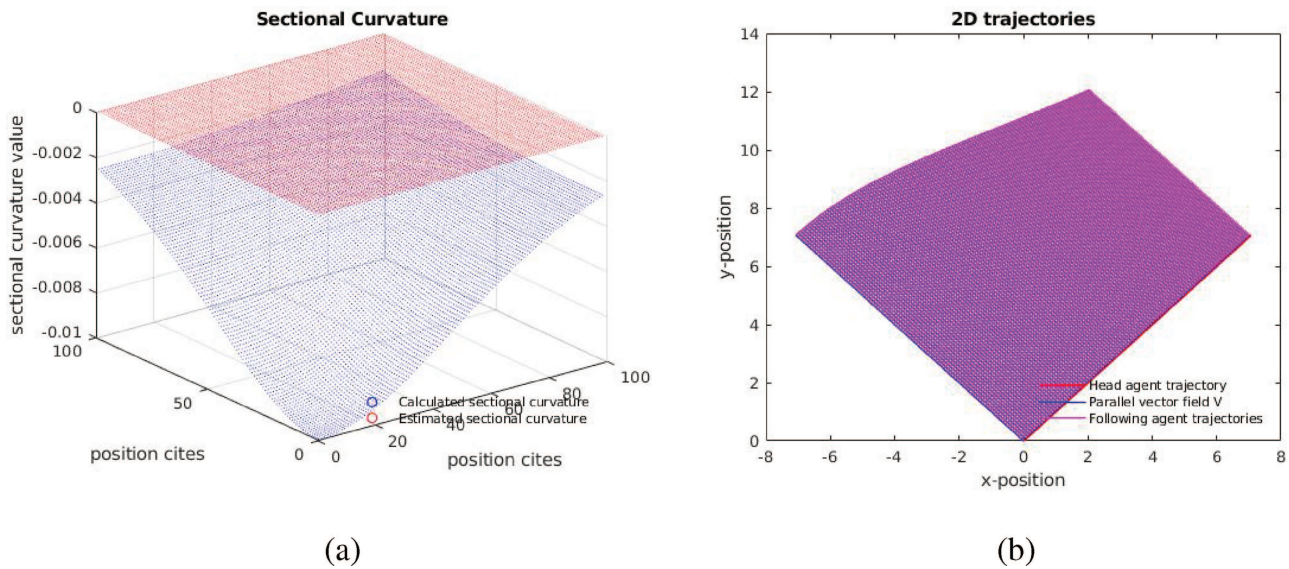 Sectional Curvature
sectional curvature value
0
-0.002
-0.004
-0.006
-0.008
-0.01
100
50
0
position cites
0
20
40
60
80
100
position cites
Calculated sectional curvature
Estimated sectional curvature
(a)
2D trajectories
y-position
14
12
10
8
6
4
2
0
-8
-6
-4
-2
0
2
4
6
8
x-position
Head agent trajectory
Parallel vector field V
Following agent trajectories
(b)